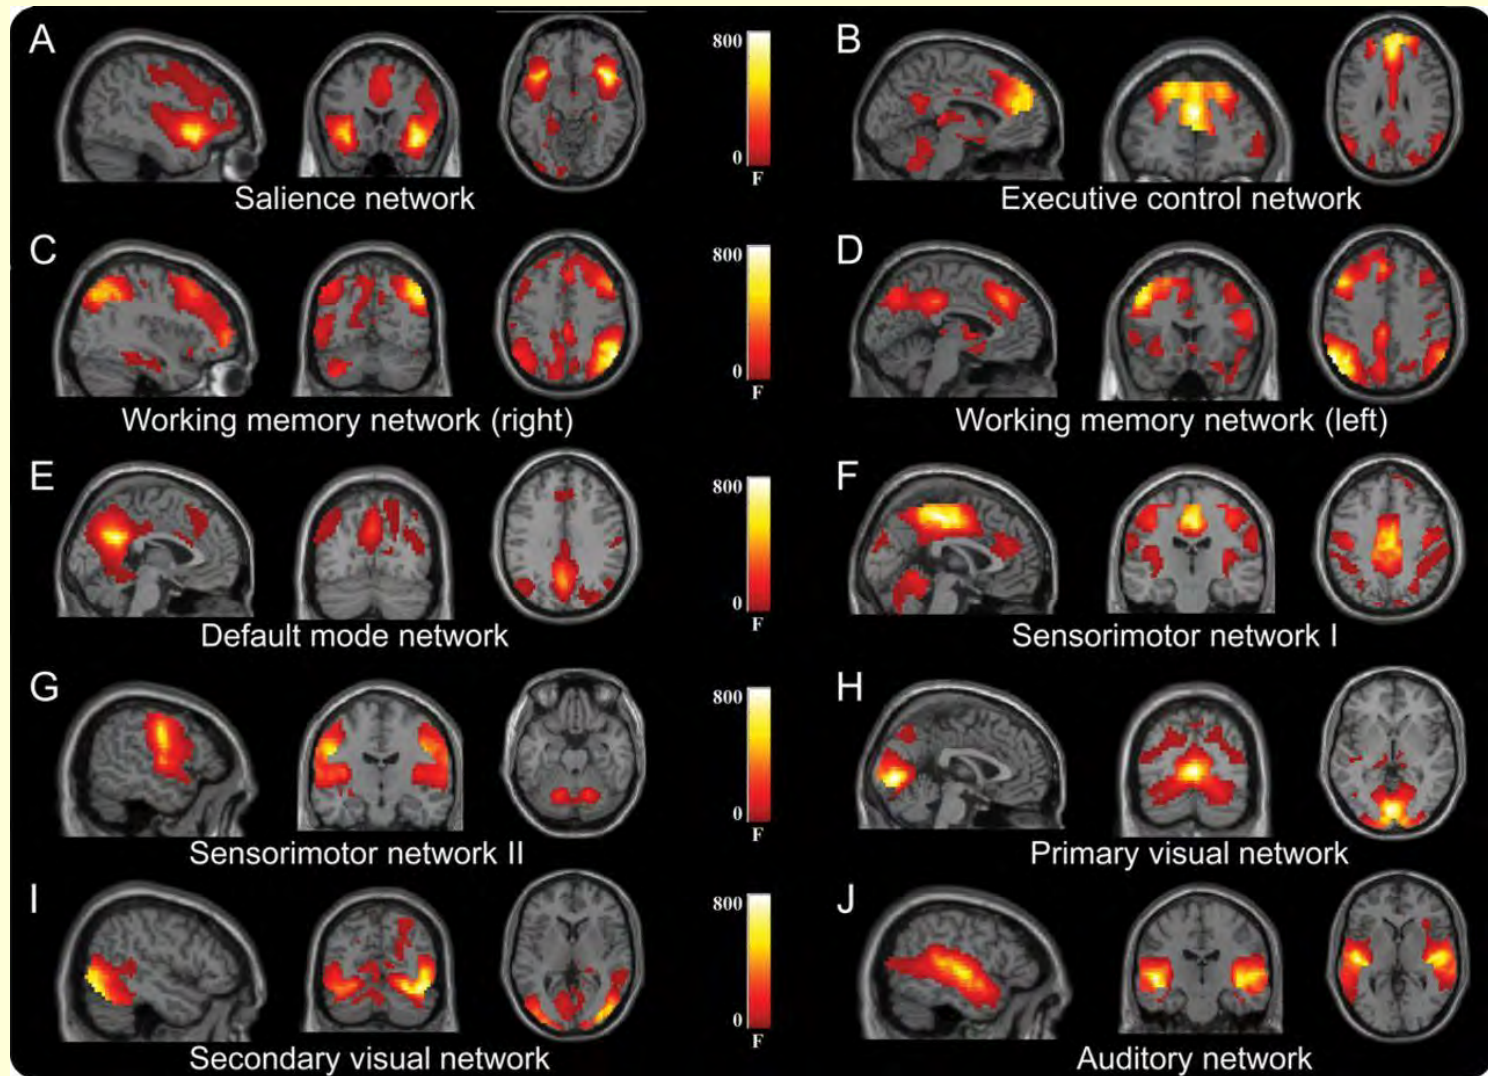 A
800
0
F
B
Salience network
Executive control network
C
800
0
F
D
Working memory network (right)
Working memory network (left)
E
800
0
F
F
Default mode network
Sensorimotor network I
G
800
0
F
H
Sensorimotor network II
Primary visual network
I
800
0
F
J
Secondary visual network
Auditory network